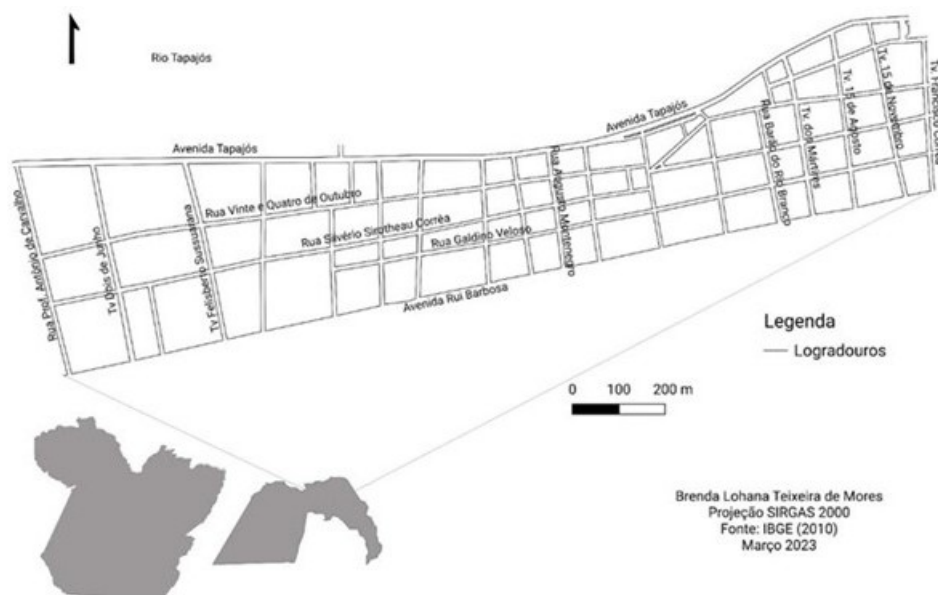 Rio Tapajós
Avenida Tapajós
Avenida Tapajós
Rua Vinte e Quatro de Outubro
Rua Silvério Sirotheau Corrêa
Rua Galdino Veloso
Avenida Rui Barbosa
Rua Prof. Antônio de Carvalho
Tv Dois de Junho
Tv Felisberto Sussuarana
Rua Augusto Montenegro
Rua Barão do Rio Branco
Tv. dos Mártires
Tv. 15 de Agosto
Tv. 15 de Novembro
Tv. Francisco
Legenda
Logradouros
0 100 200 m
Brenda Lohana Teixeira de Mores
Projeção SIRGAS 2000
Fonte: IBGE (2010)
Março 2023